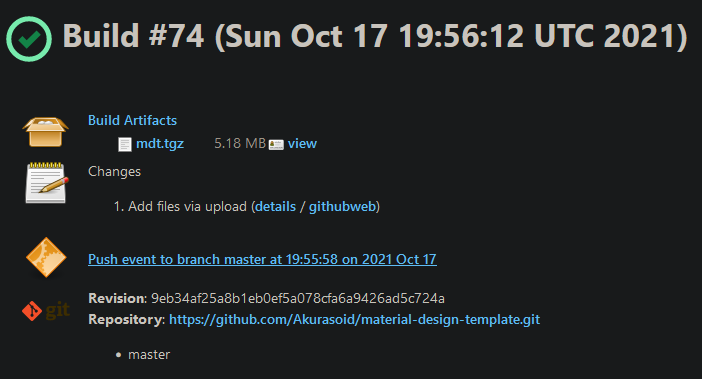 Build #74 (Sun Oct 17 19:56:12 UTC 2021)
Build Artifacts
mdt.tgz 5.18 MB view
Changes
1. Add files via upload (details / githubweb)
Push event to branch master at 19:55:58 on 2021 Oct 17
git Revision: 9eb34af25a8b1eb0ef5a078cfa6a9426ad5c724a
Repository: https://github.com/Akurasoid/material-design-template.git
• master